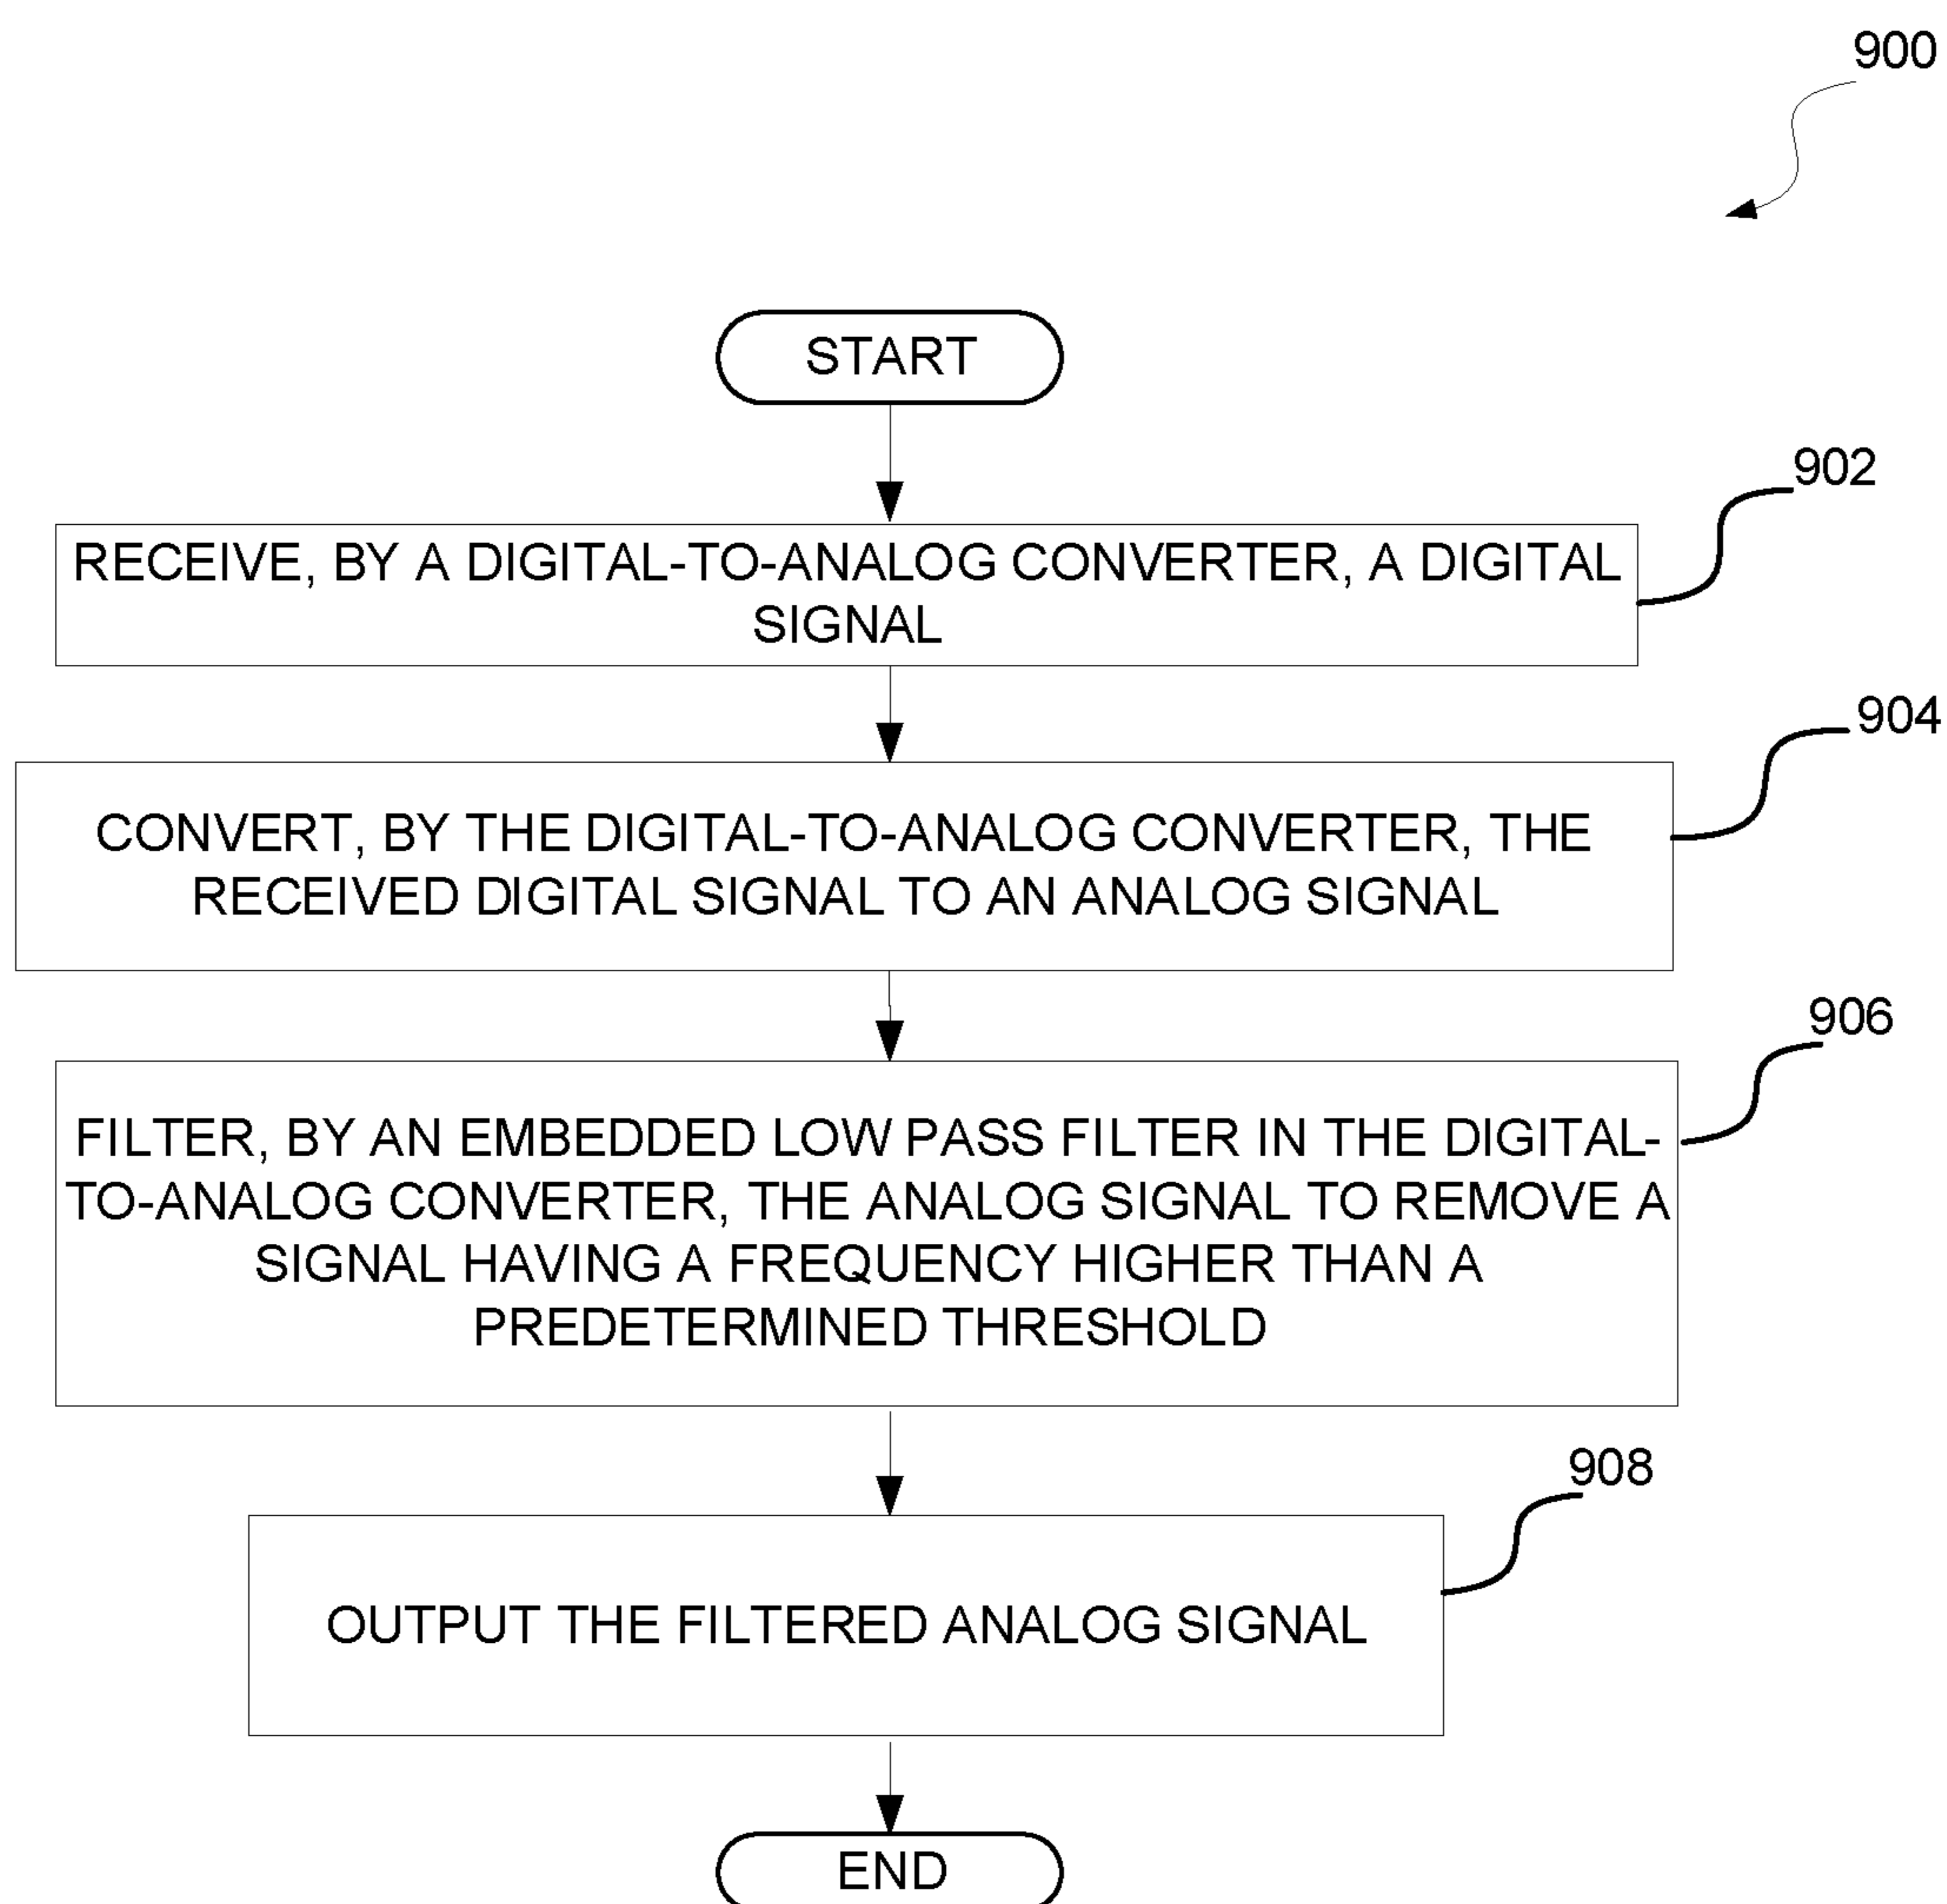 900
START
902
RECEIVE, BY A DIGITAL-TO-ANALOG CONVERTER, A DIGITAL
SIGNAL
904
CONVERT, BY THE DIGITAL-TO-ANALOG CONVERTER, THE
RECEIVED DIGITAL SIGNAL TO AN ANALOG SIGNAL
906
FILTER, BY AN EMBEDDED LOW PASS FILTER IN THE DIGITAL-
TO-ANALOG CONVERTER, THE ANALOG SIGNAL TO REMOVE A
SIGNAL HAVING A FREQUENCY HIGHER THAN A
PREDETERMINED THRESHOLD
908
OUTPUT THE FILTERED ANALOG SIGNAL
END